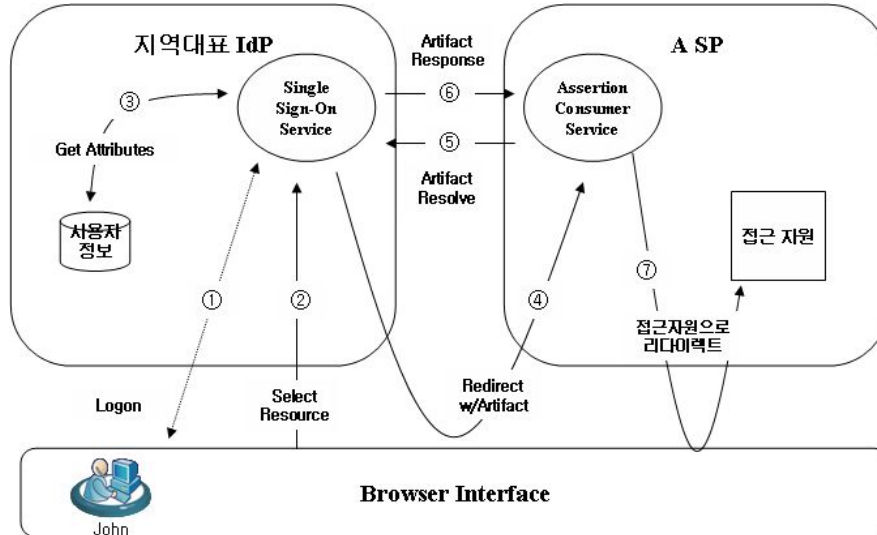 지역대표 IdP
Artifact
Response
A SP
③
Single
Sign-On
Service
⑥
Assertion
Consumer
Service
⑤
Get Attributes
Artifact
Resolve
사용자
정보
접근 자원
①
②
④
⑦
접근자원으로
리다이렉트
Logon
Select
Resource
Redirect
w/Artifact
Browser Interface
John